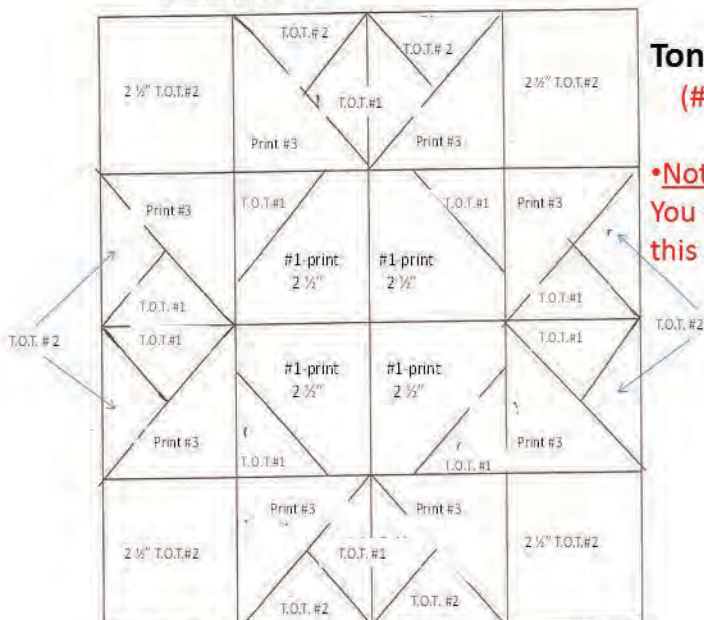 T.O.T.# 2
T.O.T.# 2
2 ½" T.O.T.#2
2 ½" T.O.T.#2
T.O.T.#1
Print #3
Print #3
Ton
(#
•Not
You
this
Print #3
T.O.T.#1
T.O.T.#1
Print #3
#1-print
2 ½"
#1-print
2 ½"
T.O.T. #1
T.O.T.#1
T.O.T. # 2
T.O.T.#1
T.O.T.#1
T.O.T. #2
#1-print
2 ½"
#1-print
2 ½"
Print #3
T.O.T.#1
T.O.T. #1
Print #3
Print #3
Print #3
2 ½" T.O.T.#2
T.O.T.#1
2 ½" T.O.T.#2
T.O.T. #2
T.O.T. #2